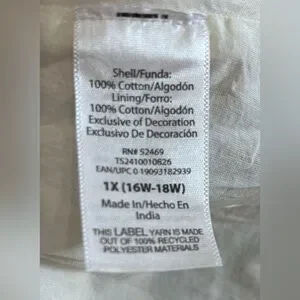 Shell/Funda:
100% Cotton/Algodón
Lining/Forro:
100% Cotton/Algodón
Exclusive of Decoration
Exclusivo De Decoración
RN# 52469
TS2410010826
EAN/UPC 0 19093182939
1X (16W-18W)
Made In/Hecho En
India
THIS LABEL YARN IS MADE
OUT OF 100% RECYCLED
POLYESTER MATERIALS